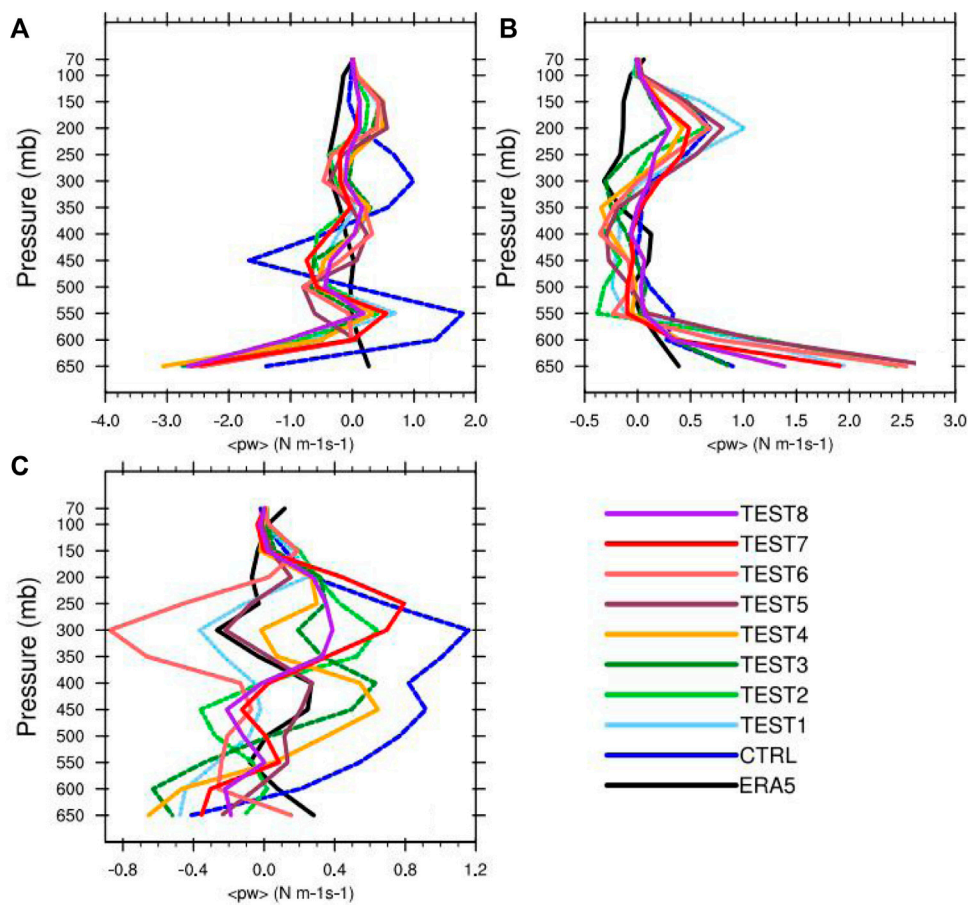 A
B
70
100
150
200
250
300
350
400
450
500
550
600
650
Pressure (mb)
-4.0 -3.0 -2.0 -1.0 0.0 1.0 2.0
<pw> (N m-1s-1)
70
100
150
200
250
300
350
400
450
500
550
600
650
Pressure (mb)
-0.5 0.0 0.5 1.0 1.5 2.0 2.5 3.0
<pw> (N m-1s-1)
C
70
100
150
200
250
300
350
400
450
500
550
600
650
Pressure (mb)
-0.8 -0.4 0.0 0.4 0.8 1.2
<pw> (N m-1s-1)
TEST8
TEST7
TEST6
TEST5
TEST4
TEST3
TEST2
TEST1
CTRL
ERA5